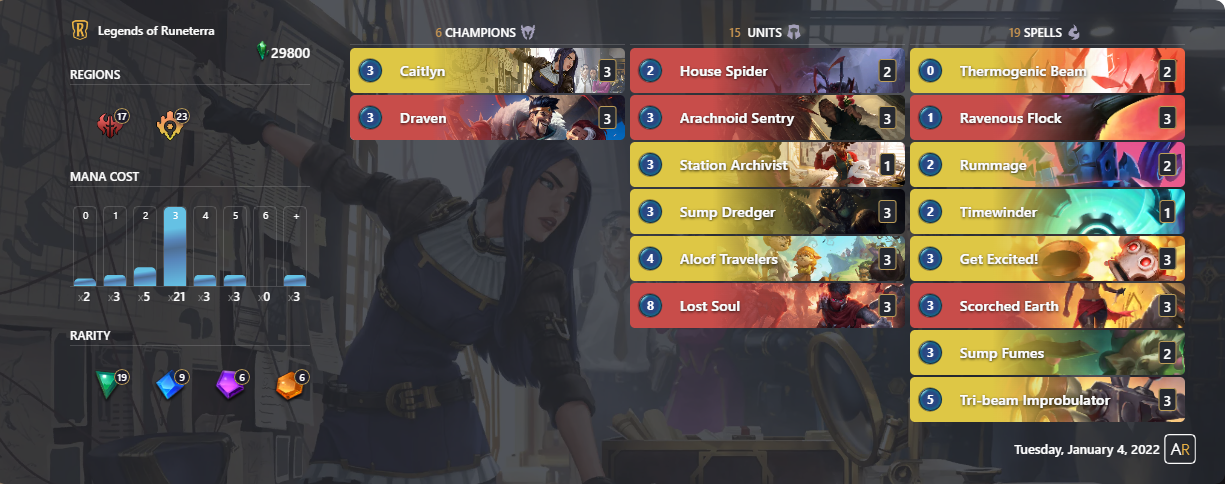 Legends of Runeterra
29800
REGIONS
17
23
MANA COST
0 1 2 3 4 5 6 +
x2 x3 x5 x21 x3 x3 x0 x3
RARITY
19 9 6 6
6 CHAMPIONS
3 Caitlyn 3
3 Draven 3
15 UNITS
2 House Spider 2
3 Arachnoid Sentry 3
3 Station Archivist 1
3 Sump Dredger 3
4 Aloof Travelers 3
8 Lost Soul 3
19 SPELLS
0 Thermogenic Beam 2
1 Ravenous Flock 3
2 Rummage 2
2 Timewinder 1
3 Get Excited! 3
3 Scorched Earth 3
3 Sump Fumes 2
5 Tri-beam Improbulator 3
Tuesday, January 4, 2022 AR